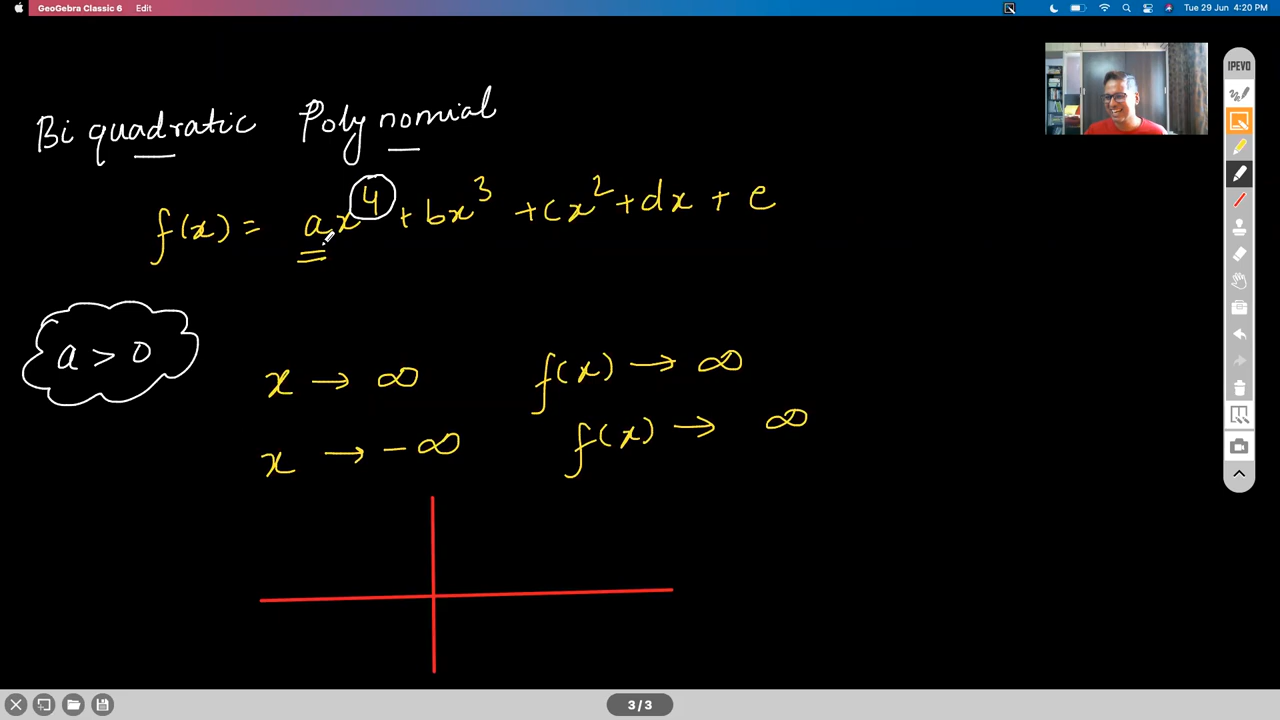 GeoGebra Classic 6 Edit Tue 29 Jun 4:20 PM
IPEVO
Bi quadratic Polynomial
f(x) = ax⁴ + bx³ + cx² + dx + e
a > 0
x → ∞ f(x) → ∞
x → -∞ f(x) → ∞
3 / 3